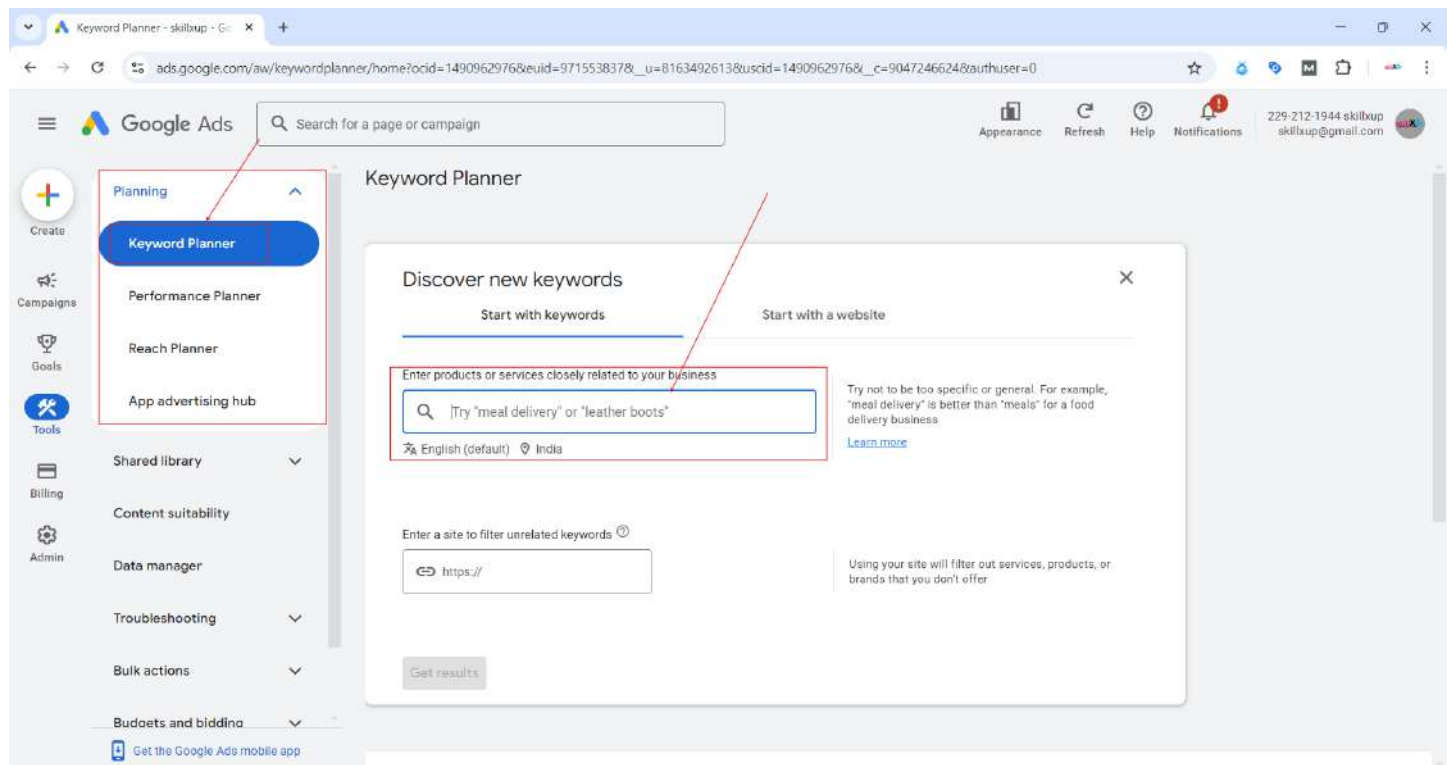 Keyword Planner - skillxup - Go
ads.google.com/aw/keywordplanner/home?ocid=1490962976&euid=971553837&__u=8163492613&uscid=1490962976&__c=9047246624&authuser=0
Google Ads
Search for a page or campaign
Appearance
Refresh
Help
Notifications
229-212-1944 skillxup
skillxup@gmail.com
Create
Campaigns
Goals
Tools
Billing
Admin
Planning
Keyword Planner
Performance Planner
Reach Planner
App advertising hub
Shared library
Content suitability
Data manager
Troubleshooting
Bulk actions
Budgets and bidding
Get the Google Ads mobile app
Keyword Planner
Discover new keywords
Start with keywords
Start with a website
Enter products or services closely related to your business
Try "meal delivery" or "leather boots"
English (default) India
Try not to be too specific or general. For example,
"meal delivery" is better than "meals" for a food
delivery business
Learn more
Enter a site to filter unrelated keywords
https://
Using your site will filter out services, products, or
brands that you don't offer
Get results